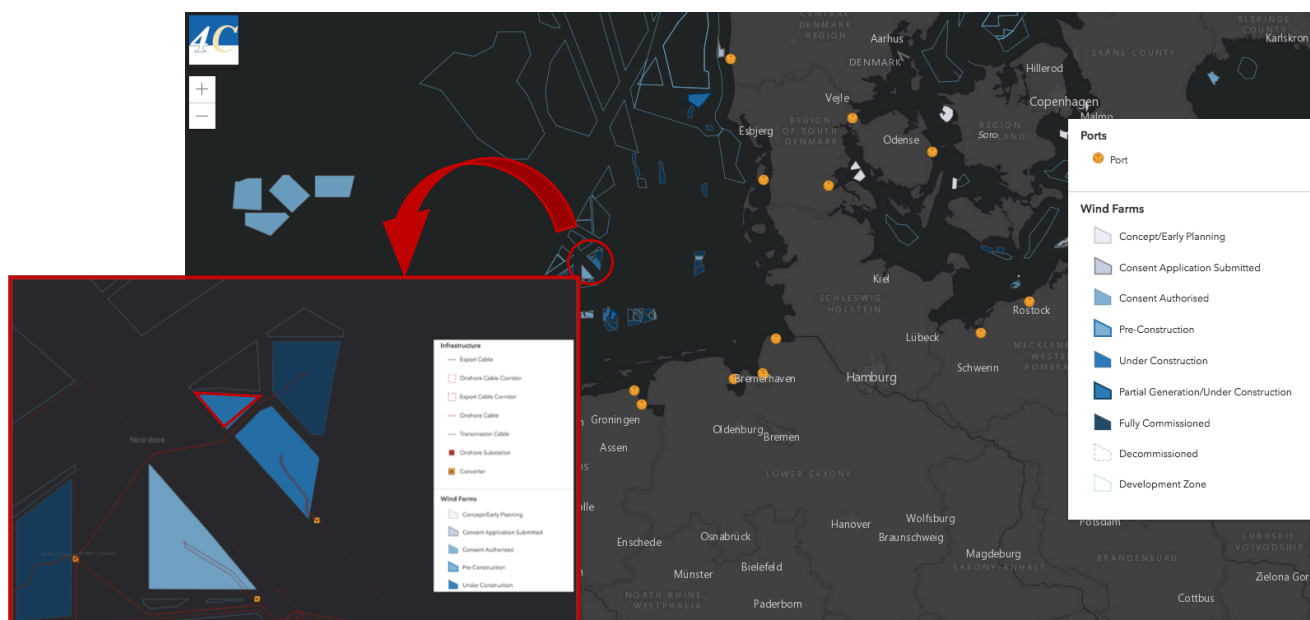 4C
+
−
CENTRAL
DENMARK
REGION
Aarhus
DENMARK
Hillerod
SKÅNE COUNTY
BLEKINGE
COUNTY
Karlskron
Vejle
Copenhagen
Malmo
Esbjerg
REGION
OF SOUTH
DENMARK
Odense
REGION
Soro
Kiel
SCHLESWIG-
HOLSTEIN
Lübeck
Rostock
Schwerin
Hamburg
Bremerhaven
Groningen
Oldenburg
Bremen
Assen
LOWER SAXONY
Hanover
Wolfsburg
Braunschweig
Enschede
Osnabrück
Münster
Bielefeld
Magdeburg
SAXONY-ANHALT
Potsdam
BRANDENBURG
LUBUSKIE
VOIVODSHIP
Zielona Gor
Cottbus
NORTH RHINE-
WESTPHALIA
Paderborn
Ports
Port
Wind Farms
Concept/Early Planning
Consent Application Submitted
Consent Authorised
Pre-Construction
Under Construction
Partial Generation/Under Construction
Fully Commissioned
Decommissioned
Development Zone
Noordzee
Infrastructure
Export Cable
Onshore Cable Corridor
Export Cable Corridor
Onshore Cable
Transmission Cable
Onshore Substation
Converter
Wind Farms
Concept/Early Planning
Consent Application Submitted
Consent Authorised
Pre-Construction
Under Construction